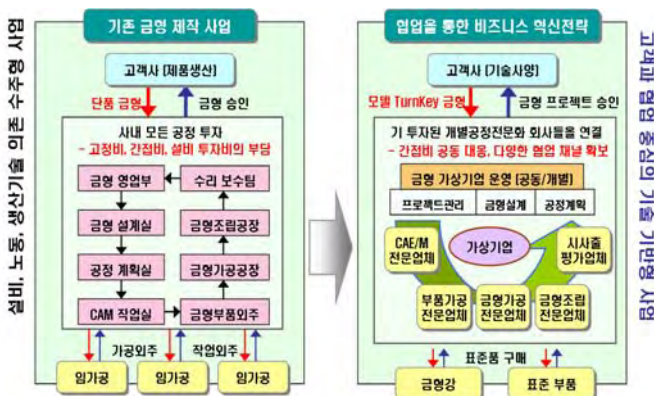 설비, 노동, 생산기술 의존 수주형 사업
기존 금형 제작 사업
고객사 [제품생산]
단품 금형
금형 승인
사내 모든 공정 투자
- 고정비, 간접비, 설비 투자비의 부담
금형 영업부
수리 보수팀
금형 설계실
금형조립공장
공정 계획실
금형가공공장
CAM 작업실
금형부품외주
가공외주
작업외주
임가공
임가공
임가공
협업을 통한 비즈니스 혁신전략
고객사 [기술사양]
모델 TurnKey 금형
금형 프로젝트 승인
기 투자된 개별공정전문화 회사들을 연결
- 간접비 공동 대응, 다양한 협업 채널 확보
금형 가상기업 운영 [공동/개별]
프로젝트관리
금형설계
공정계획
CAE/M
전문업체
가상기업
시사출
평가업체
부품가공
전문업체
금형가공
전문업체
금형조립
전문업체
표준품 구매
금형강
표준 부품
고객과 협업 중심의 기술 기반형 사업